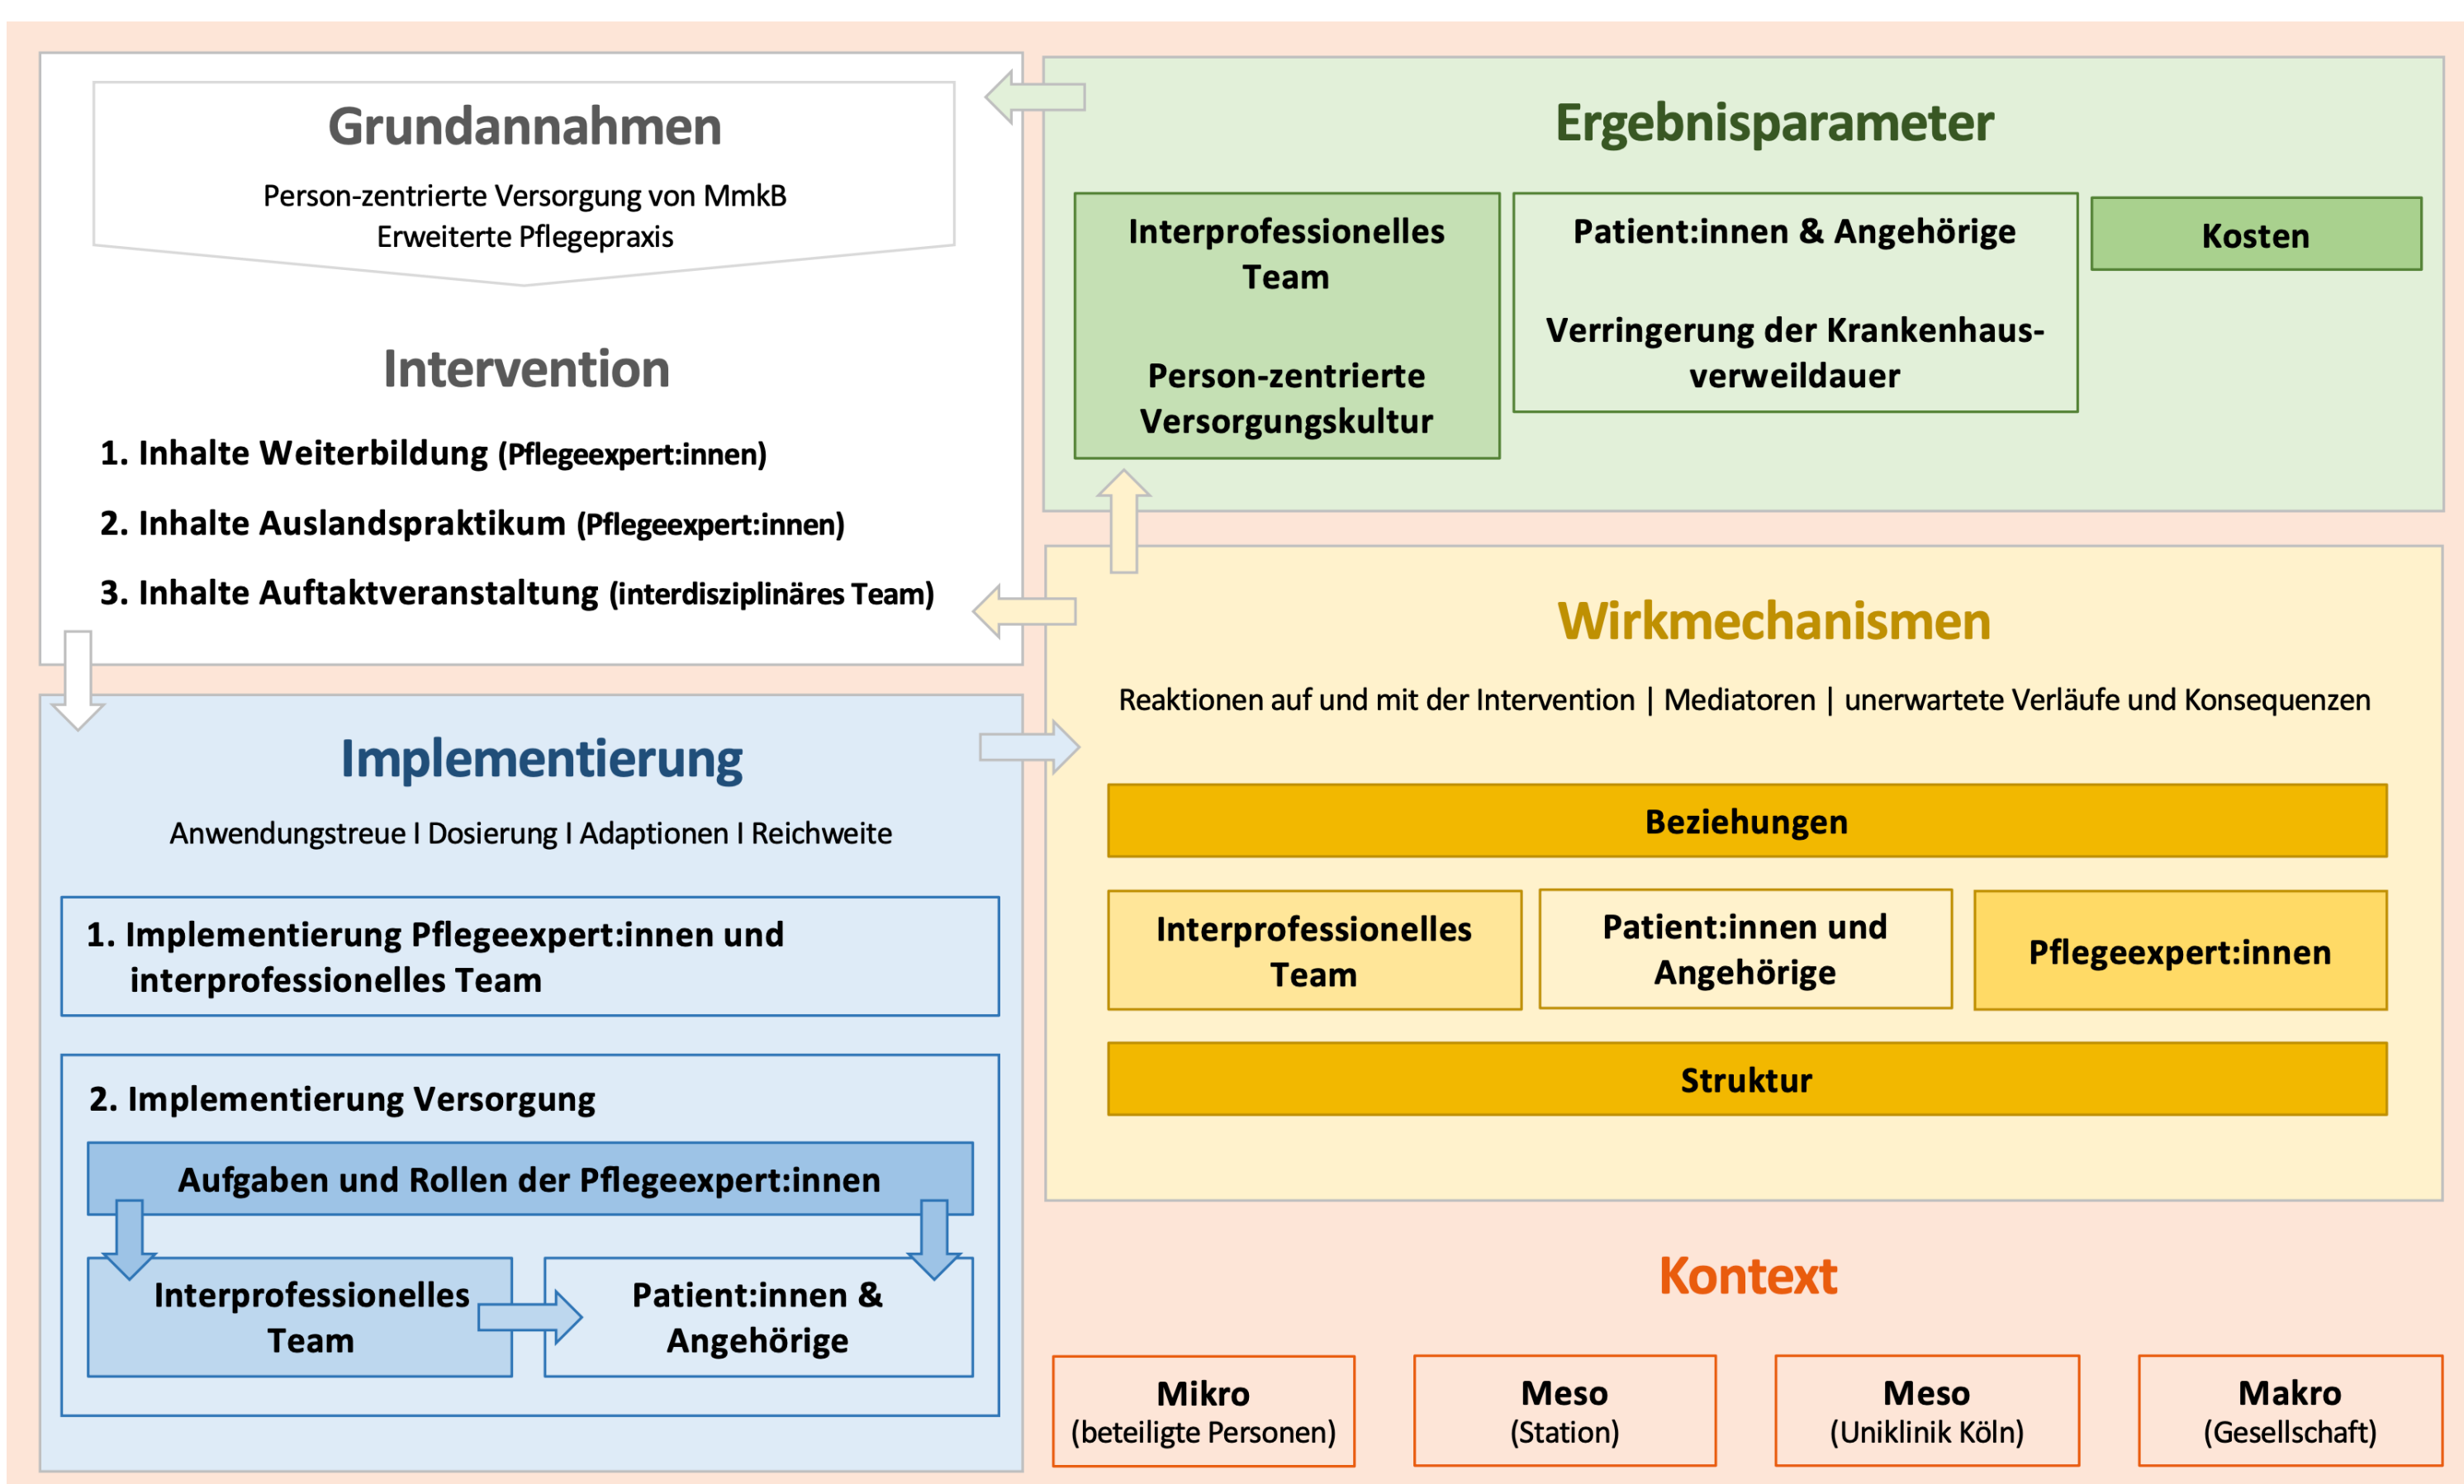 Grundannahmen
Person-zentrierte Versorgung von MmkB
Erweiterte Pflegepraxis
Intervention
1. Inhalte Weiterbildung (Pflegeexpert:innen)
2. Inhalte Auslandspraktikum (Pflegeexpert:innen)
3. Inhalte Auftaktveranstaltung (interdisziplinäres Team)
Implementierung
Anwendungstreue I Dosierung I Adaptionen I Reichweite
1. Implementierung Pflegeexpert:innen und
interprofessionelles Team
2. Implementierung Versorgung
Aufgaben und Rollen der Pflegeexpert:innen
Interprofessionelles
Team
Patient:innen &
Angehörige
Ergebnisparameter
Interprofessionelles
Team
Person-zentrierte
Versorgungskultur
Patient:innen & Angehörige
Verringerung der Krankenhaus-
verweildauer
Kosten
Wirkmechanismen
Reaktionen auf und mit der Intervention | Mediatoren | unerwartete Verläufe und Konsequenzen
Beziehungen
Interprofessionelles
Team
Patient:innen und
Angehörige
Pflegeexpert:innen
Struktur
Kontext
Mikro
(beteiligte Personen)
Meso
(Station)
Meso
(Uniklinik Köln)
Makro
(Gesellschaft)